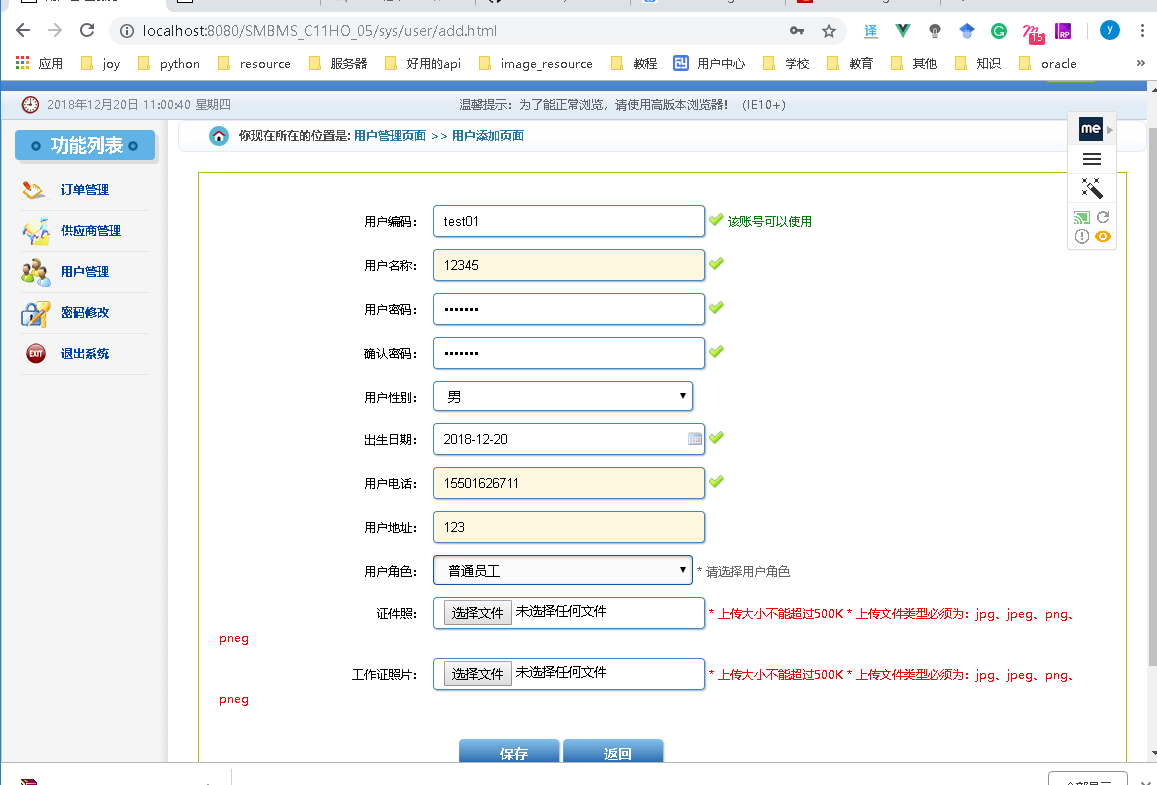 localhost:8080/SMBMS_C11HO_05/sys/user/add.html
译 15 RP y
应用 joy python resource 服务器 好用的api image_resource 教程 用户中心 学校 教育 其他 知识 oracle »
2018年12月20日 11:00:40 星期四 温馨提示：为了能正常浏览，请使用高版本浏览器！（IE10+）
功能列表
你现在所在的位置是: 用户管理页面 >> 用户添加页面
me
订单管理
供应商管理
用户管理
密码修改
EXIT 退出系统
用户编码： test01 该账号可以使用
用户名称： 12345
用户密码： •••••••
确认密码： •••••••
用户性别： 男
出生日期： 2018-12-20
用户电话： 15501626711
用户地址： 123
用户角色： 普通员工 * 请选择用户角色
证件照： 选择文件 未选择任何文件 * 上传大小不能超过500K * 上传文件类型必须为：jpg、jpeg、png、
pneg
工作证照片： 选择文件 未选择任何文件 * 上传大小不能超过500K * 上传文件类型必须为：jpg、jpeg、png、
pneg
保存 返回